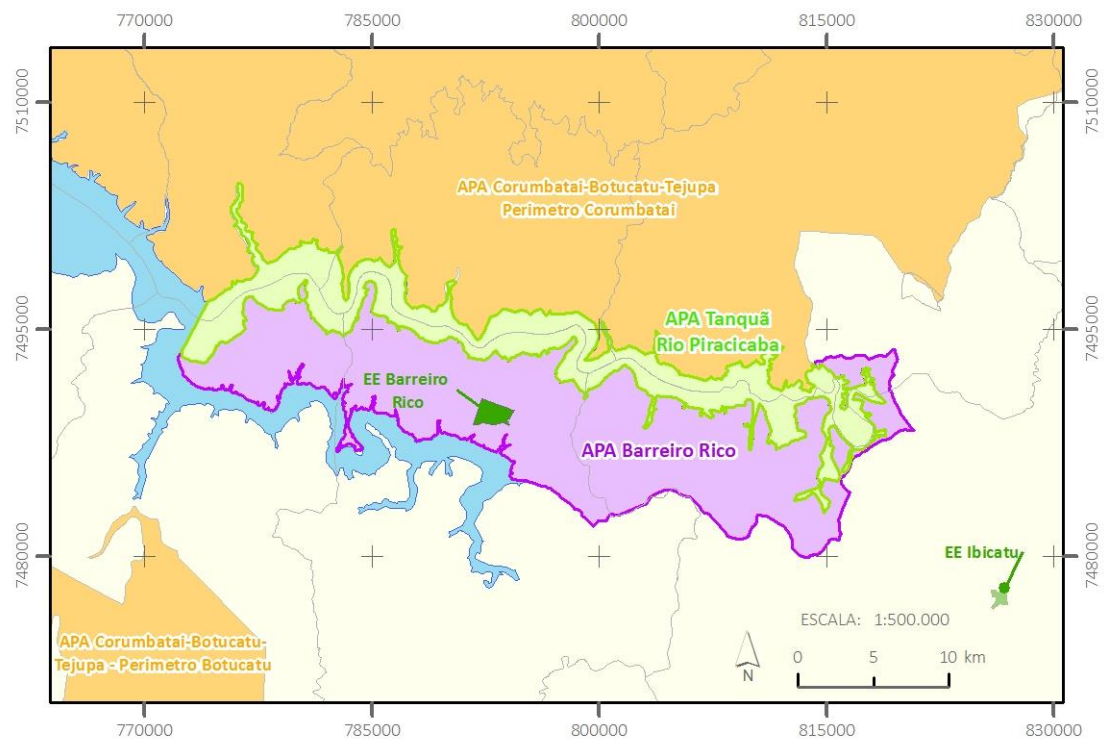 770000
785000
800000
815000
830000
7510000
7510000
APA Corumbatai-Botucatu-Tejupa
Perimetro Corumbatai
7495000
APA Tanquã
Rio Piracicaba
7495000
EE Barreiro
Rico
APA Barreiro Rico
7480000
EE Ibicatu
7480000
ESCALA: 1:500.000
APA Corumbatai-Botucatu-
Tejupa - Perimetro Botucatu
N
0 5 10 km
770000
785000
800000
815000
830000